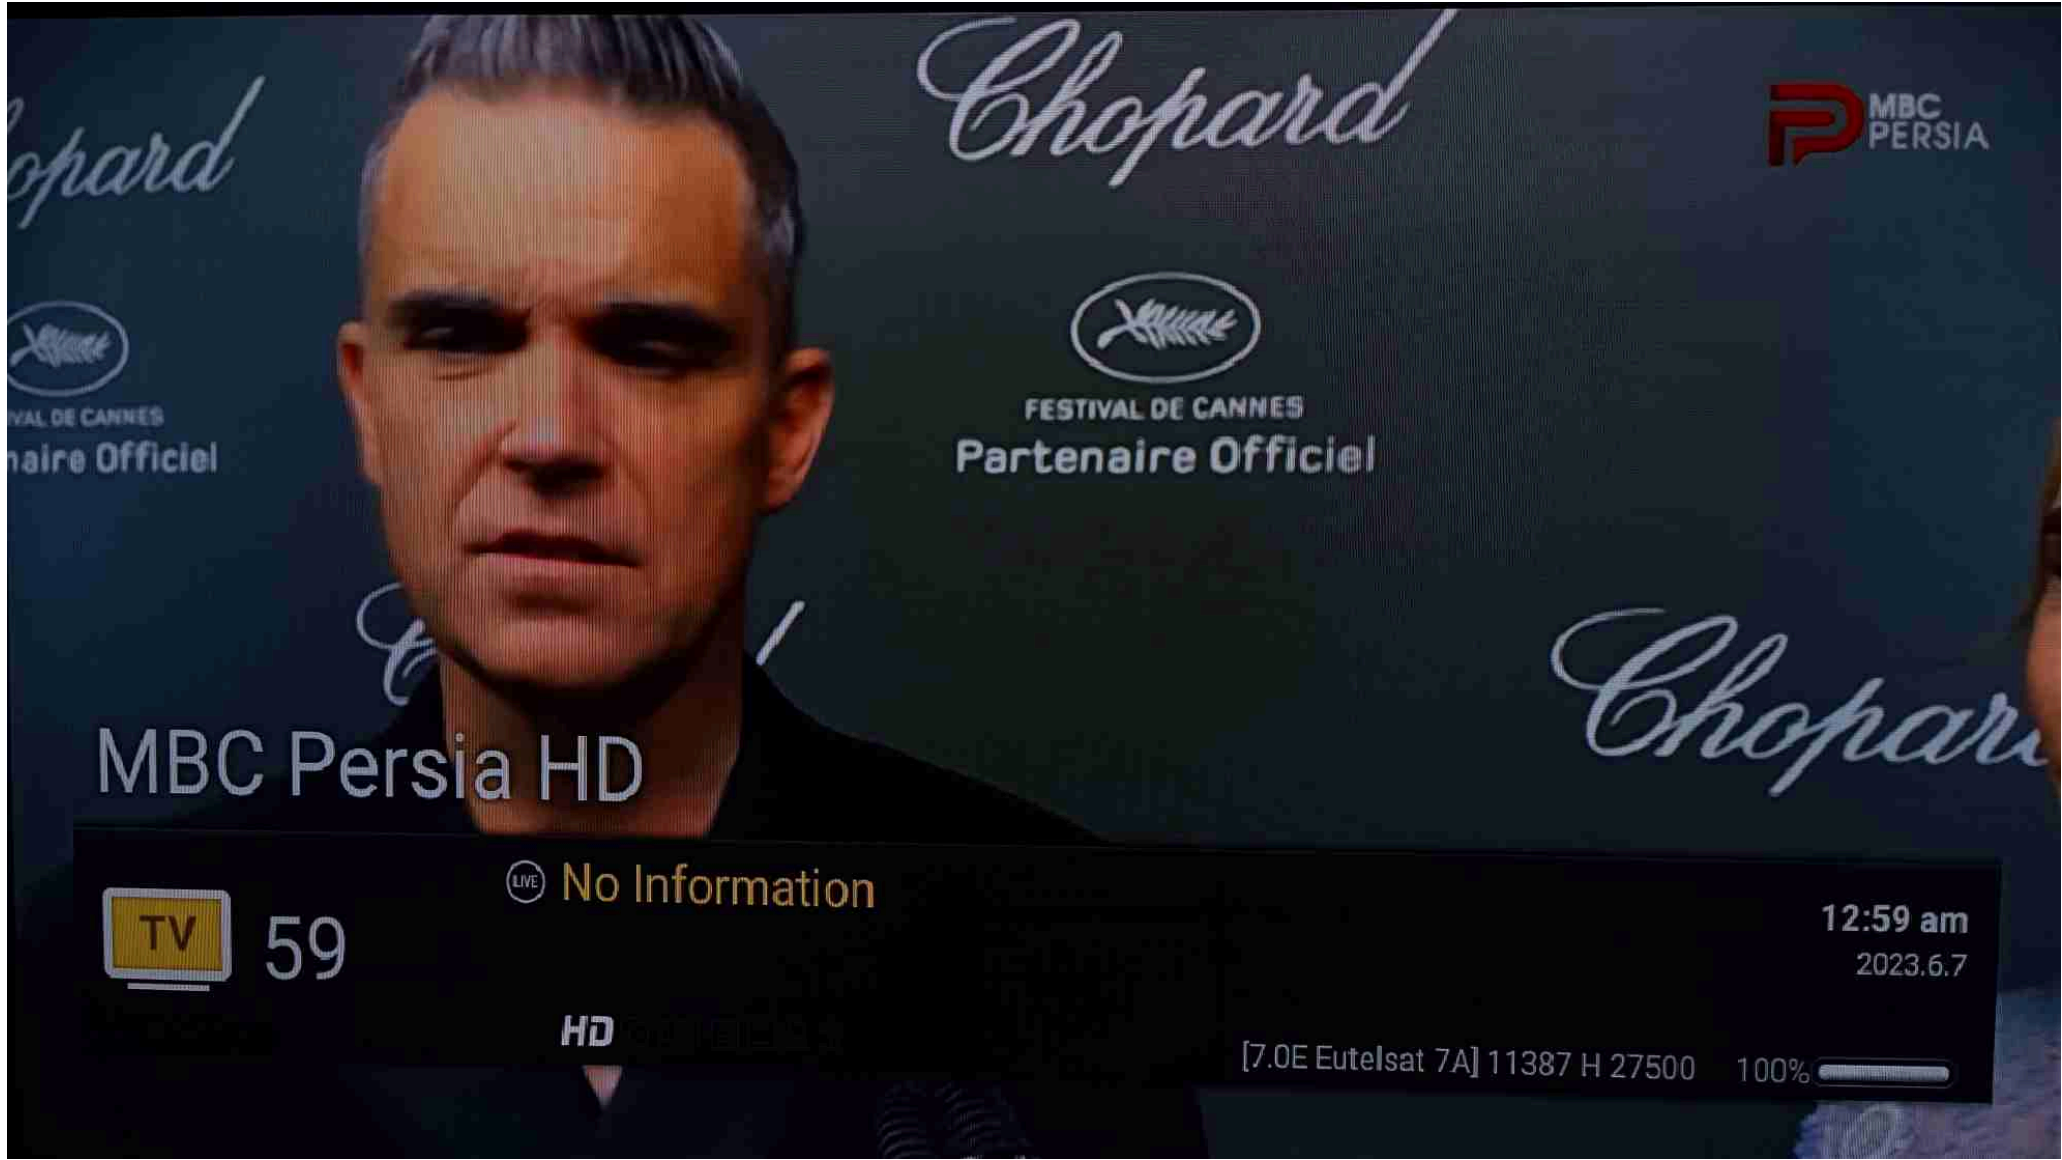 opard
Chopard
MBC
PERSIA
VAL DE CANNES
naire Officiel
FESTIVAL DE CANNES
Partenaire Officiel
Chopar
MBC Persia HD
LIVE No Information
TV 59
12:59 am
2023.6.7
HD
[7.0E Eutelsat 7A] 11387 H 27500 100%